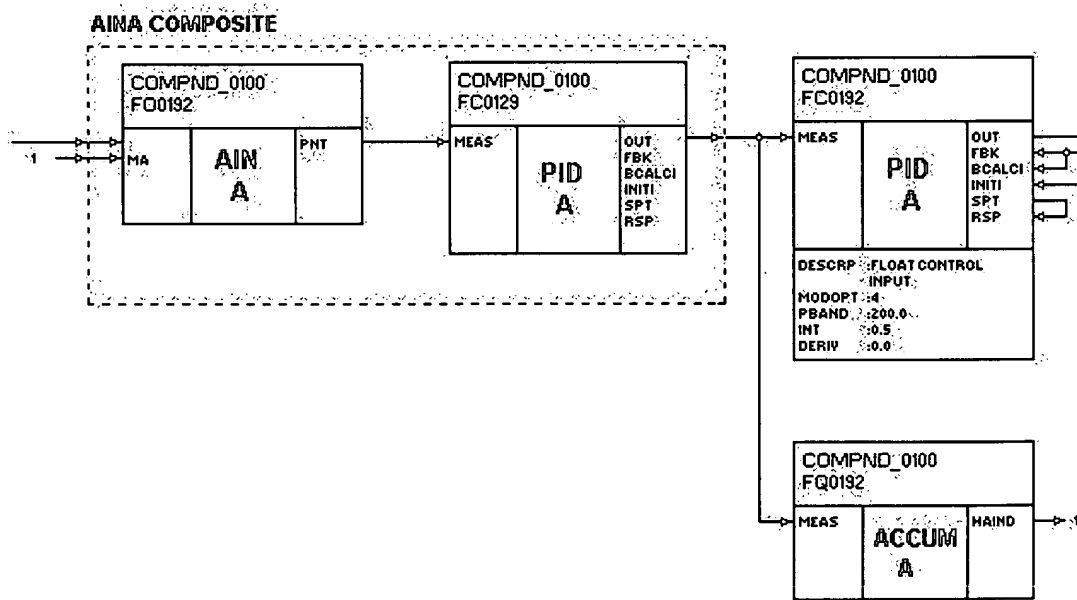 AINA COMPOSITE
COMPND_0100
FO0192
1
MA
AIN
A
PNT
COMPND_0100
FC0129
MEAS
PID
A
OUT
FBK
BCALCI
INITI
SPT
RSP
COMPND_0100
FC0192
MEAS
PID
A
OUT
FBK
BCALCI
INITI
SPT
RSP
DESCRP :FLOAT CONTROL
INPUT
MODOPT :4
PBAND :200.0
INT :0.5
DERIV :0.0
COMPND_0100
FQ0192
MEAS
ACCUM
A
HAIND
1